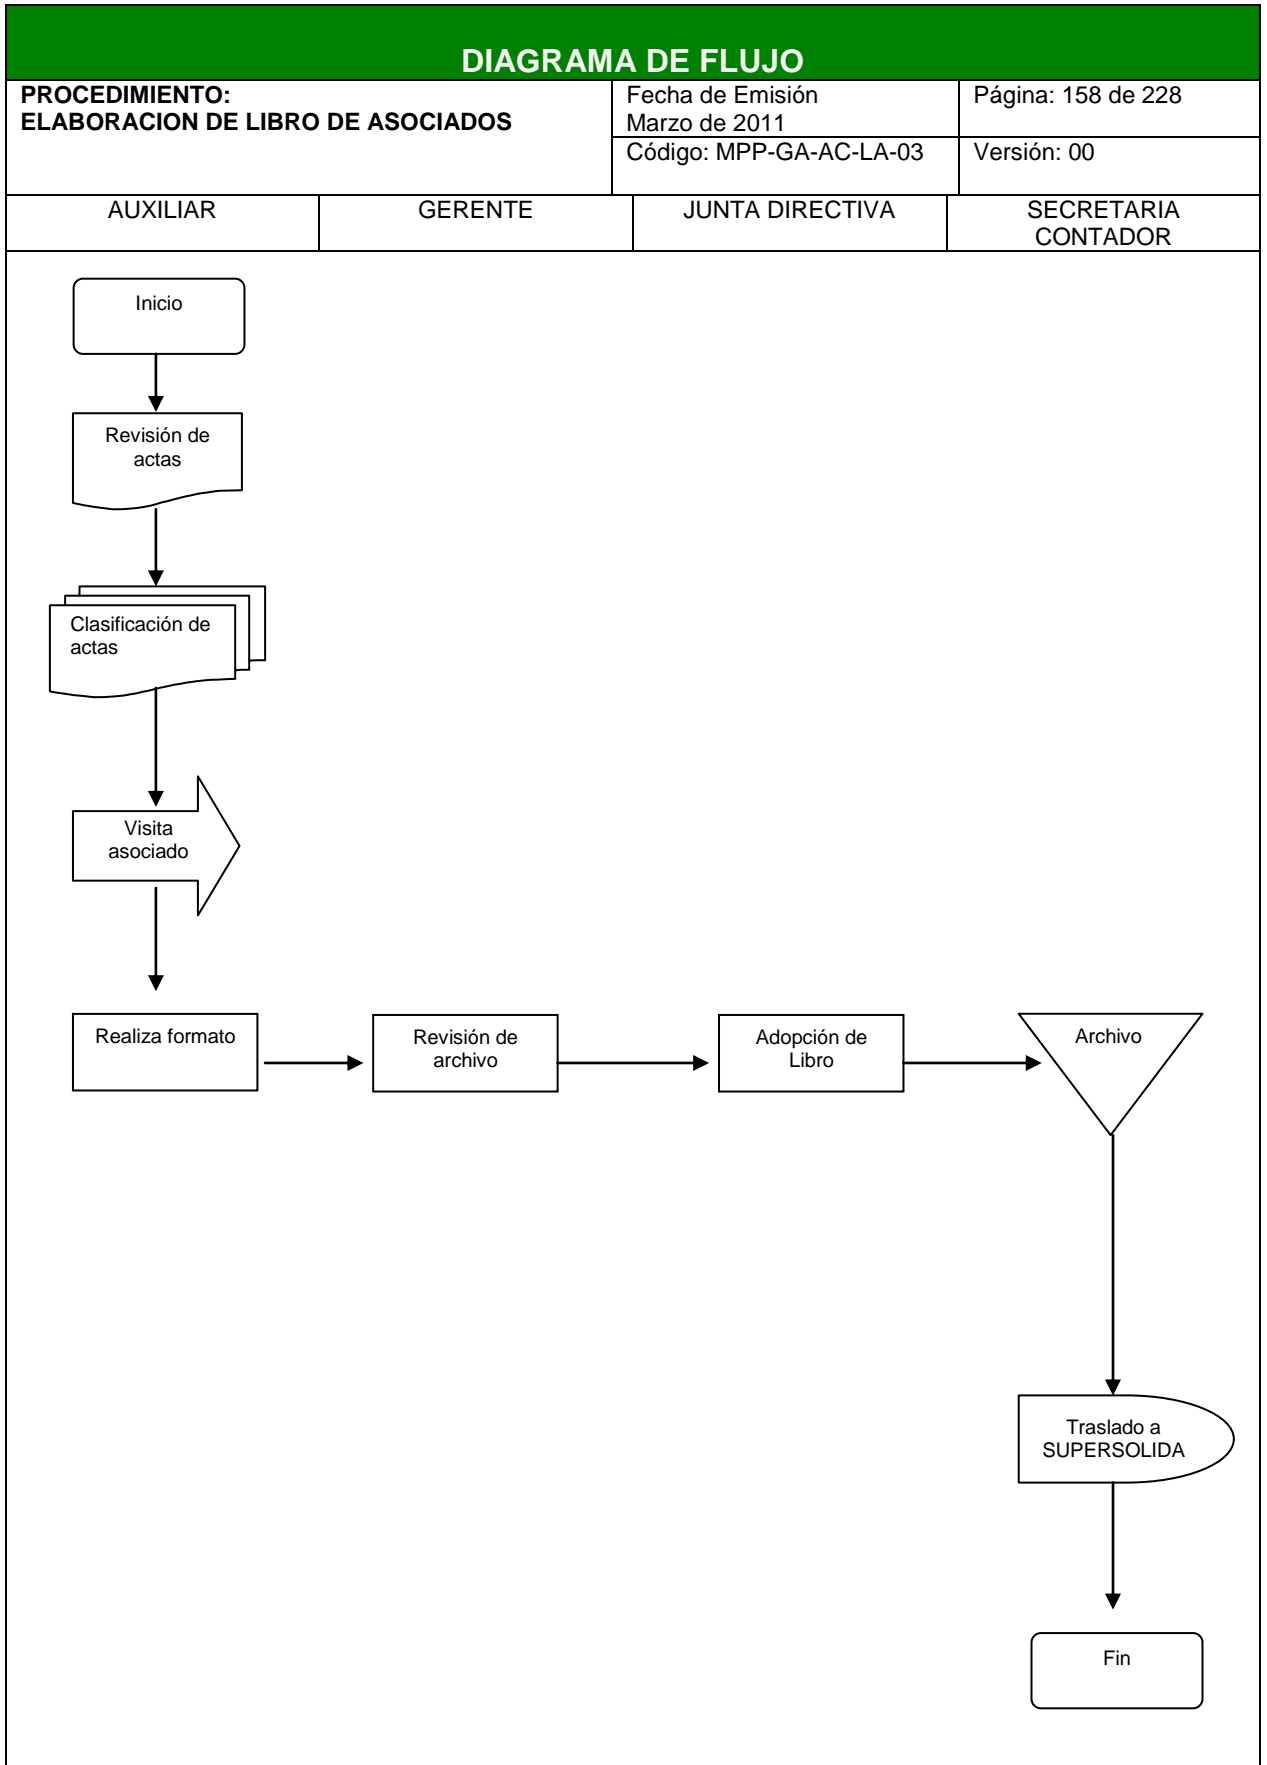 DIAGRAMA DE FLUJO
PROCEDIMIENTO:
ELABORACION DE LIBRO DE ASOCIADOS
Fecha de Emisión
Marzo de 2011
Página: 158 de 228
Código: MPP-GA-AC-LA-03
Versión: 00
AUXILIAR
GERENTE
JUNTA DIRECTIVA
SECRETARIA
CONTADOR
Inicio
Revisión de
actas
Clasificación de
actas
Visita
asociado
Realiza formato
Revisión de
archivo
Adopción de
Libro
Archivo
Traslado a
SUPERSOLIDA
Fin